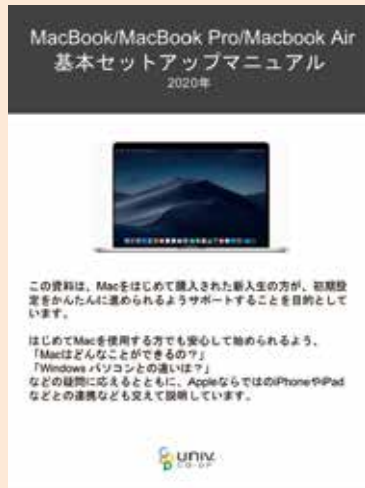 MacBook/MacBook Pro/Macbook Air
基本セットアップマニュアル
2020年
この資料は、Macをはじめて購入された新入生の方が、初期設
定をかんたんに進められるようサポートすることを目的として
います。
はじめてMacを使用する方でも安心して始められるよう、
「Macはどんなことができるの？」
「Windows パソコンとの違いは？」
などの疑問に応えるとともに、AppleならではのiPhoneやiPad
などとの連携なども交えて説明しています。
UNIV.
CO-OP